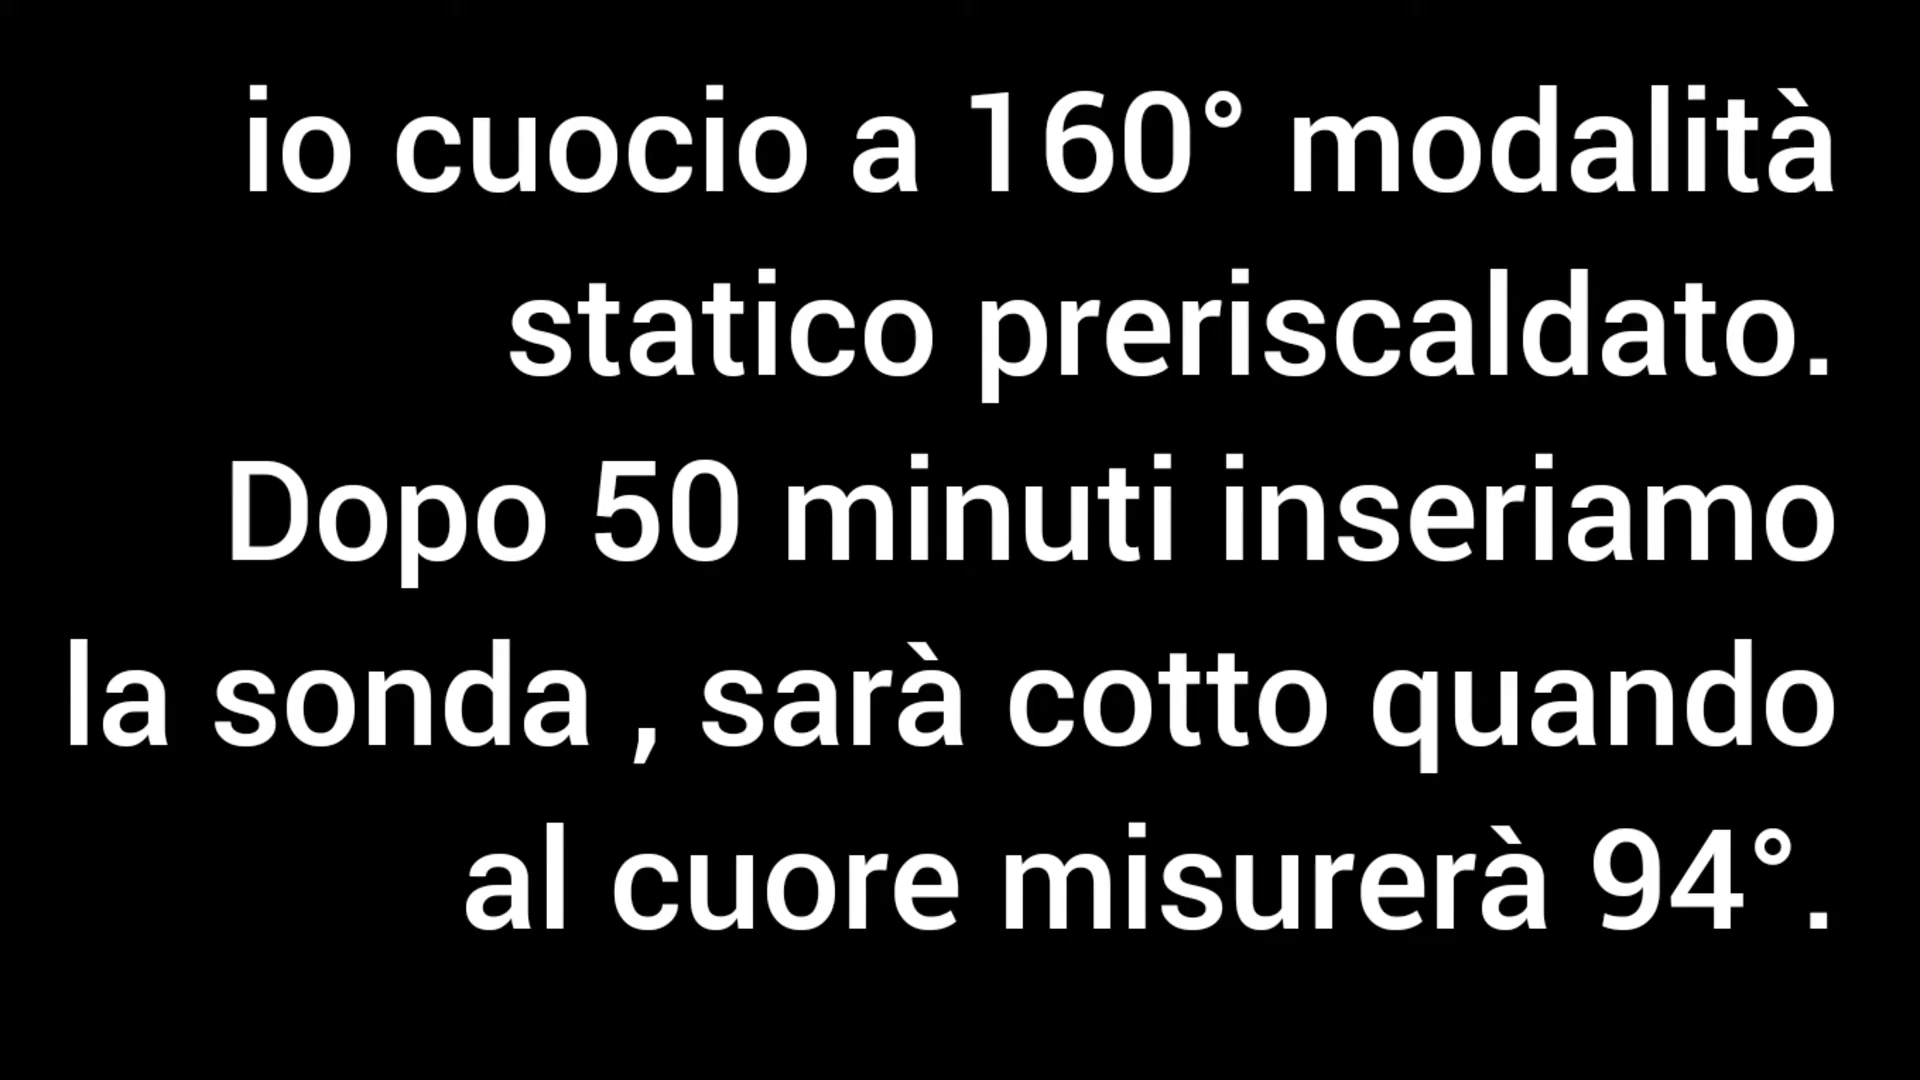 io cuocio a 160° modalità
statico preriscaldato.
Dopo 50 minuti inseriamo
la sonda , sarà cotto quando
al cuore misurerà 94°.